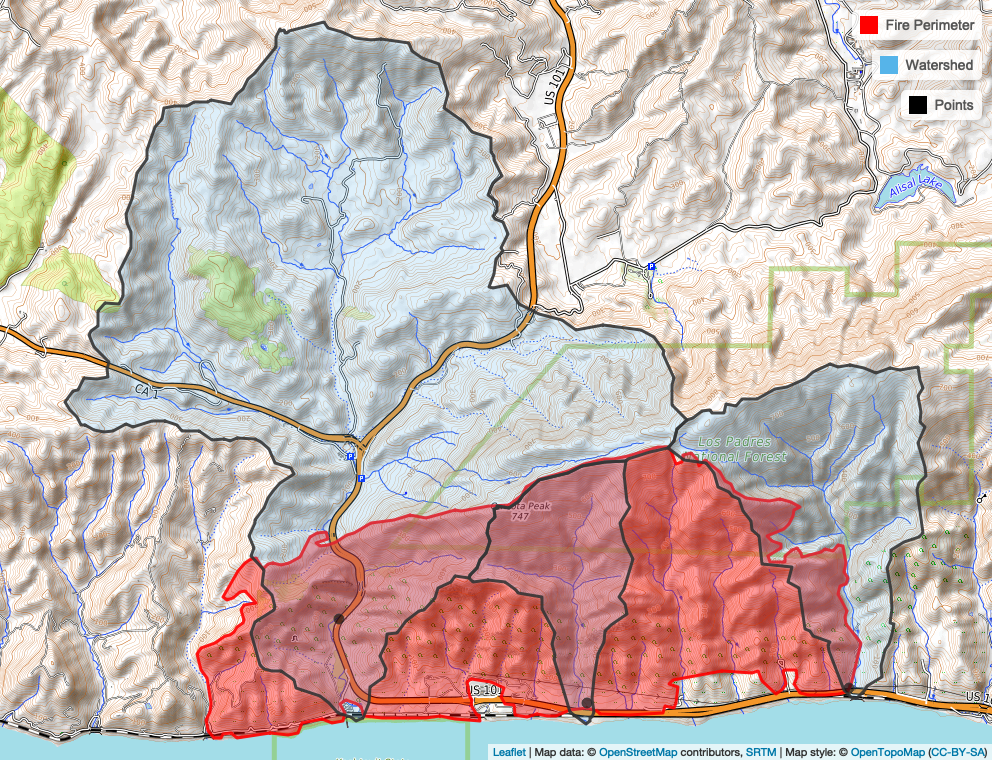 Fire Perimeter
Watershed
Points
US 101
Alisal Lake
CA 1
Los Padres
National Forest
Peak
747
US 101
US 10
Leaflet | Map data: © OpenStreetMap contributors, SRTM | Map style: © OpenTopoMap (CC-BY-SA)